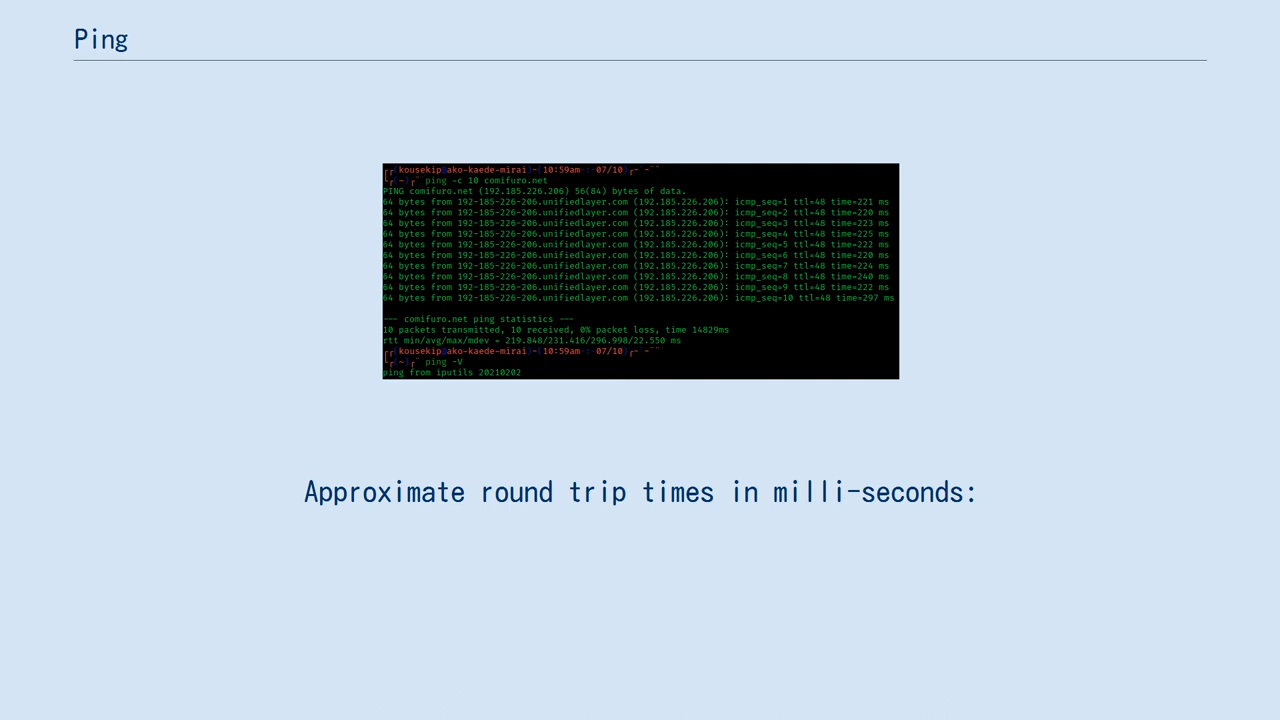 Ping
kousekip@ako-kaede-mirai)-(10:59am-:-07/10)
(~) ping -c 10 comifuro.net
PING comifuro.net (192.185.226.206) 56(84) bytes of data.
64 bytes from 192-185-226-206.unifiedlayer.com (192.185.226.206): icmp_seq=1 ttl=48 time=221 ms
64 bytes from 192-185-226-206.unifiedlayer.com (192.185.226.206): icmp_seq=2 ttl=48 time=220 ms
64 bytes from 192-185-226-206.unifiedlayer.com (192.185.226.206): icmp_seq=3 ttl=48 time=223 ms
64 bytes from 192-185-226-206.unifiedlayer.com (192.185.226.206): icmp_seq=4 ttl=48 time=225 ms
64 bytes from 192-185-226-206.unifiedlayer.com (192.185.226.206): icmp_seq=5 ttl=48 time=222 ms
64 bytes from 192-185-226-206.unifiedlayer.com (192.185.226.206): icmp_seq=6 ttl=48 time=220 ms
64 bytes from 192-185-226-206.unifiedlayer.com (192.185.226.206): icmp_seq=7 ttl=48 time=224 ms
64 bytes from 192-185-226-206.unifiedlayer.com (192.185.226.206): icmp_seq=8 ttl=48 time=240 ms
64 bytes from 192-185-226-206.unifiedlayer.com (192.185.226.206): icmp_seq=9 ttl=48 time=222 ms
64 bytes from 192-185-226-206.unifiedlayer.com (192.185.226.206): icmp_seq=10 ttl=48 time=297 ms
--- comifuro.net ping statistics ---
10 packets transmitted, 10 received, 0% packet loss, time 14829ms
rtt min/avg/max/mdev = 219.848/231.416/296.998/22.550 ms
kousekip@ako-kaede-mirai)-(10:59am-:-07/10)
(~) ping -V
ping from iputils 20210202
Approximate round trip times in milli-seconds: